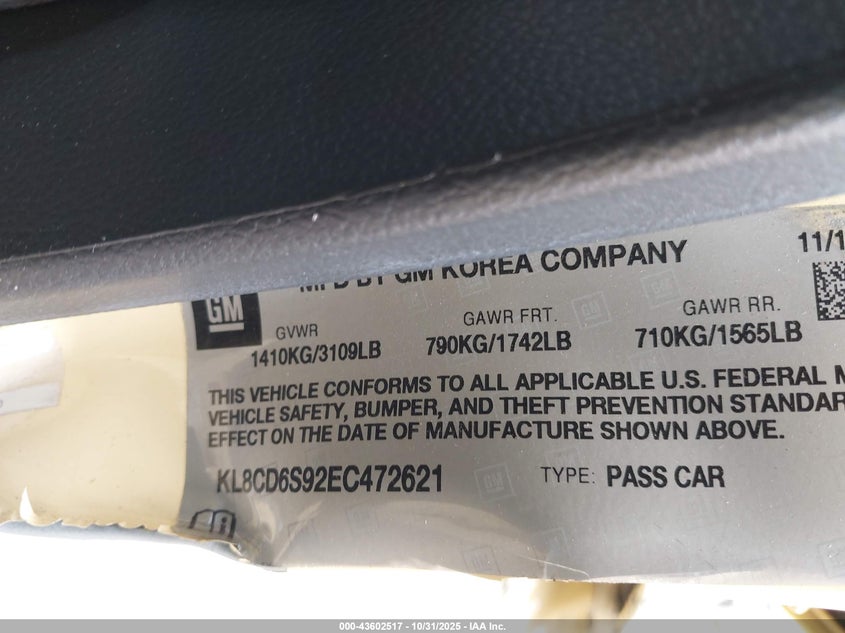 MFD BY GM KOREA COMPANY
11/1
GM
GVWR
GAWR FRT.
GAWR RR.
1410KG/3109LB
790KG/1742LB
710KG/1565LB
THIS VEHICLE CONFORMS TO ALL APPLICABLE U.S. FEDERAL M
VEHICLE SAFETY, BUMPER, AND THEFT PREVENTION STANDAR
EFFECT ON THE DATE OF MANUFACTURE SHOWN ABOVE.
KL8CD6S92EC472621
TYPE: PASS CAR
000-43602517 - 10/31/2025 - IAA Inc.